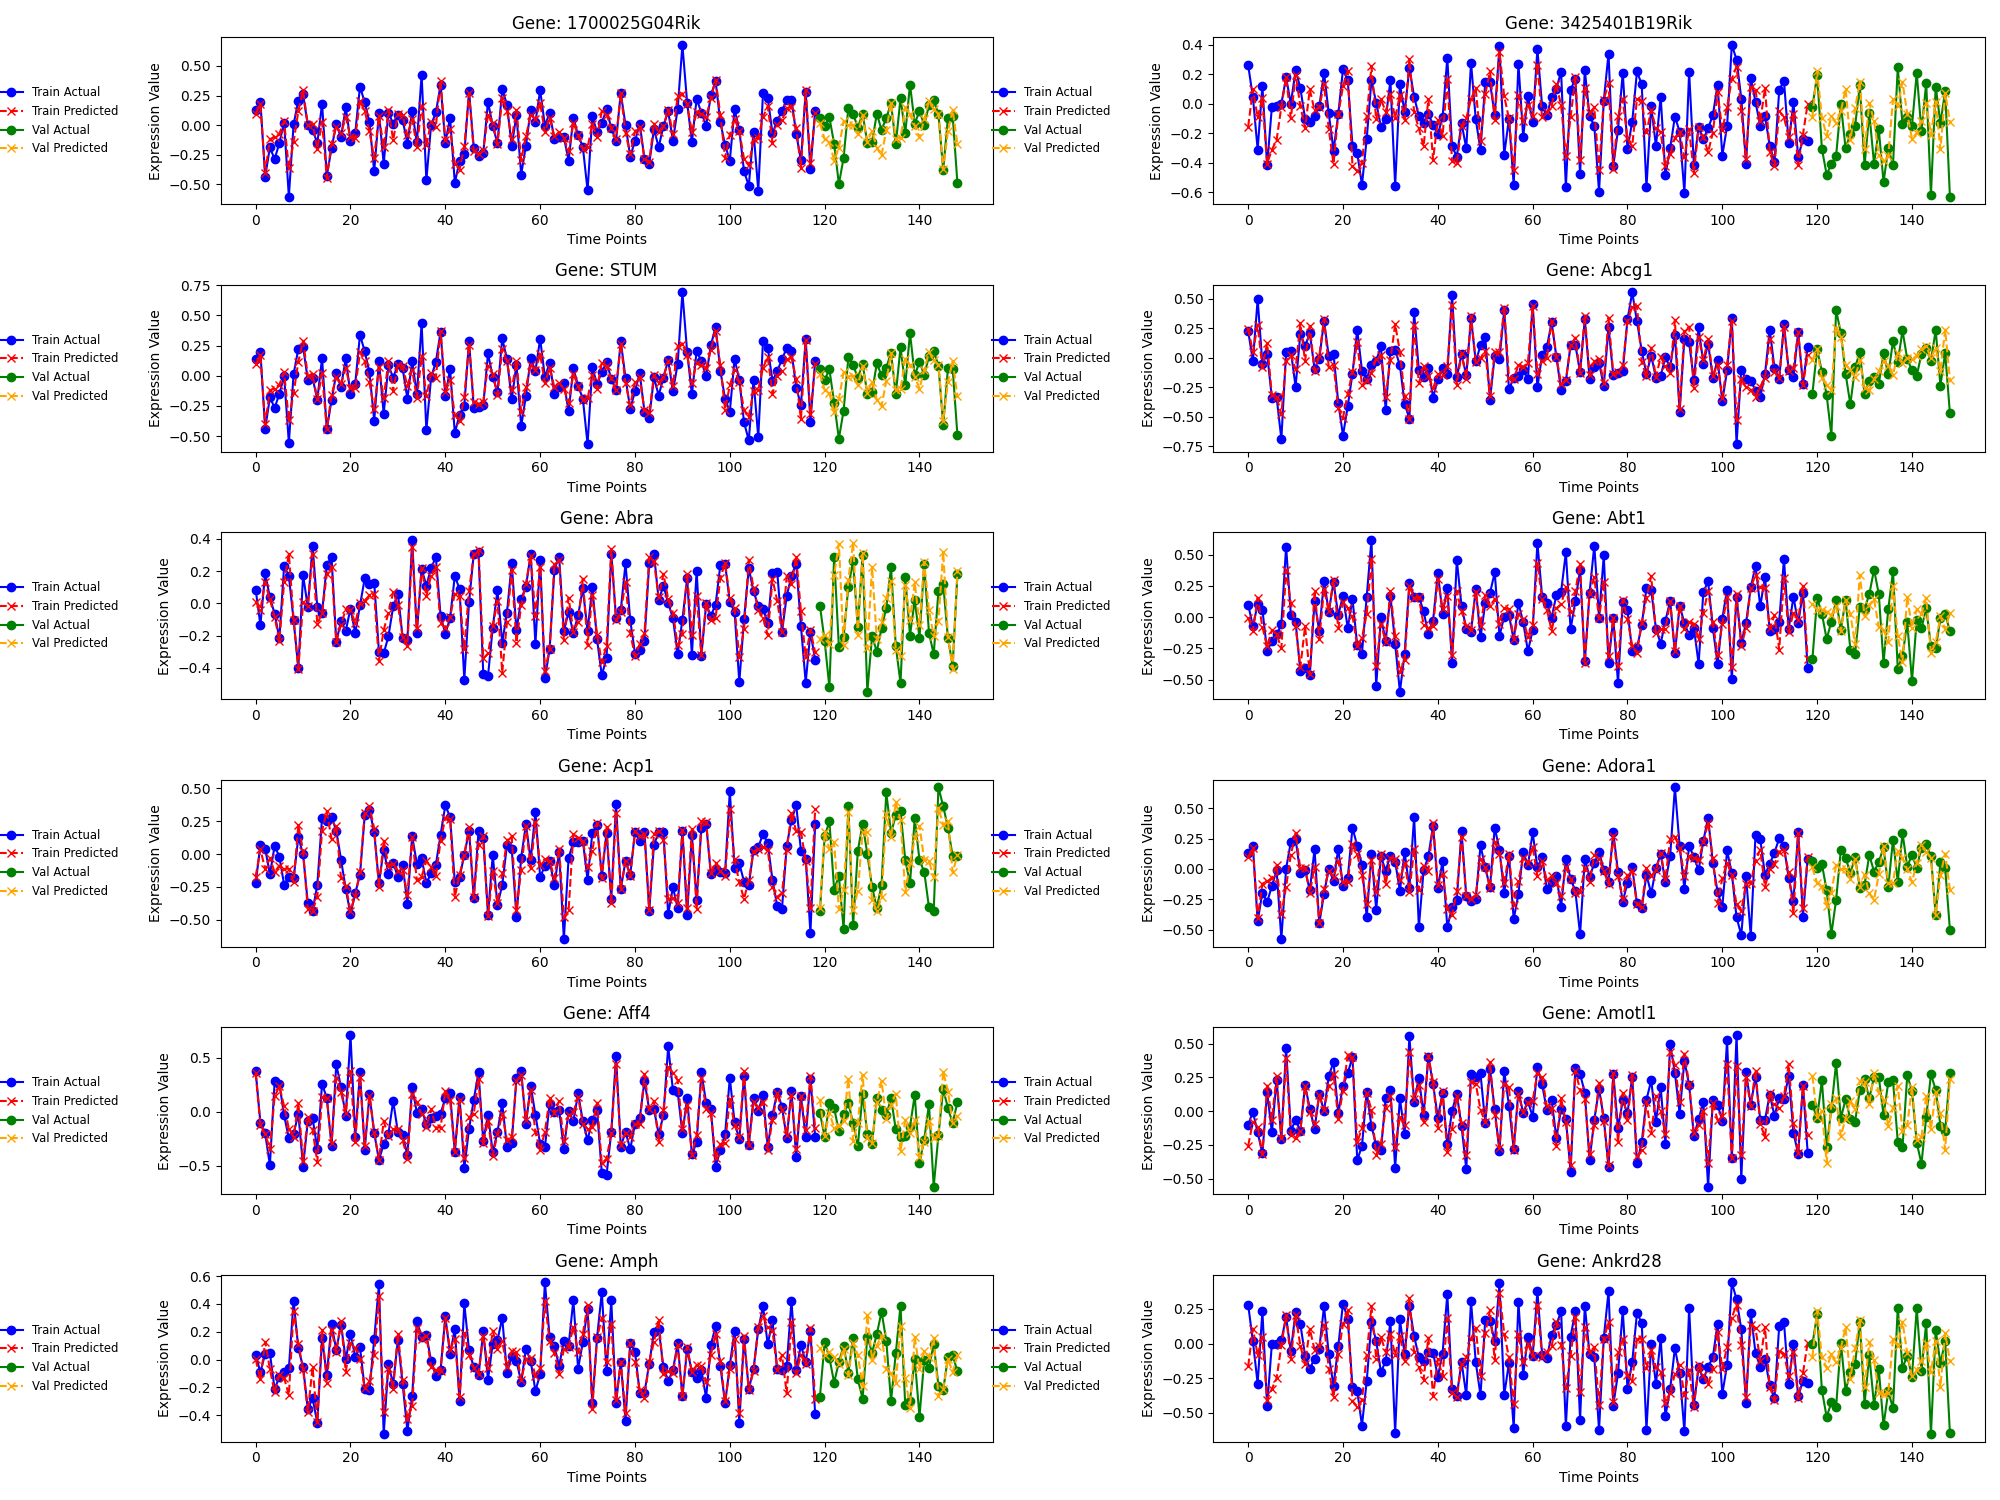 Gene: 1700025G04Rik
Train Actual
Train Predicted
Val Actual
Val Predicted
Expression Value
0.50
0.25
0.00
−0.25
−0.50
0 20 40 60 80 100 120 140
Time Points
Gene: 3425401B19Rik
Train Actual
Train Predicted
Val Actual
Val Predicted
Expression Value
0.4
0.2
0.0
−0.2
−0.4
−0.6
0 20 40 60 80 100 120 140
Time Points
Gene: STUM
Train Actual
Train Predicted
Val Actual
Val Predicted
Expression Value
0.75
0.50
0.25
0.00
−0.25
−0.50
0 20 40 60 80 100 120 140
Time Points
Gene: Abcg1
Train Actual
Train Predicted
Val Actual
Val Predicted
Expression Value
0.50
0.25
0.00
−0.25
−0.50
−0.75
0 20 40 60 80 100 120 140
Time Points
Gene: Abra
Train Actual
Train Predicted
Val Actual
Val Predicted
Expression Value
0.4
0.2
0.0
−0.2
−0.4
0 20 40 60 80 100 120 140
Time Points
Gene: Abt1
Train Actual
Train Predicted
Val Actual
Val Predicted
Expression Value
0.50
0.25
0.00
−0.25
−0.50
0 20 40 60 80 100 120 140
Time Points
Gene: Acp1
Train Actual
Train Predicted
Val Actual
Val Predicted
Expression Value
0.50
0.25
0.00
−0.25
−0.50
0 20 40 60 80 100 120 140
Time Points
Gene: Adora1
Train Actual
Train Predicted
Val Actual
Val Predicted
Expression Value
0.50
0.25
0.00
−0.25
−0.50
0 20 40 60 80 100 120 140
Time Points
Gene: Aff4
Train Actual
Train Predicted
Val Actual
Val Predicted
Expression Value
0.5
0.0
−0.5
0 20 40 60 80 100 120 140
Time Points
Gene: Amotl1
Train Actual
Train Predicted
Val Actual
Val Predicted
Expression Value
0.50
0.25
0.00
−0.25
−0.50
0 20 40 60 80 100 120 140
Time Points
Gene: Amph
Train Actual
Train Predicted
Val Actual
Val Predicted
Expression Value
0.6
0.4
0.2
0.0
−0.2
−0.4
0 20 40 60 80 100 120 140
Time Points
Gene: Ankrd28
Train Actual
Train Predicted
Val Actual
Val Predicted
Expression Value
0.25
0.00
−0.25
−0.50
0 20 40 60 80 100 120 140
Time Points